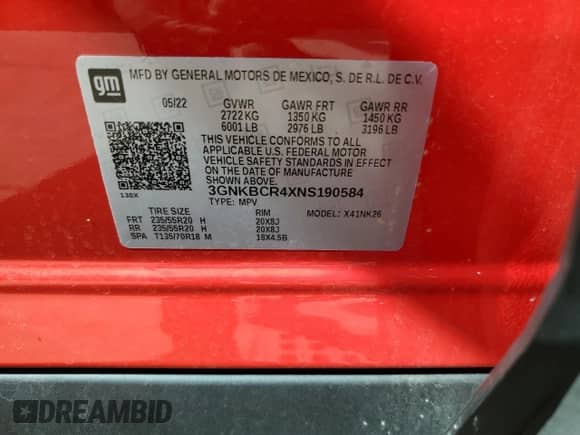 gm
MFD BY GENERAL MOTORS DE MEXICO, S. DE R.L. DE C.V.
05/22 GVWR GAWR FRT GAWR RR
2722 KG 1350 KG 1450 KG
6001 LB 2976 LB 3196 LB
THIS VEHICLE CONFORMS TO ALL
APPLICABLE U.S. FEDERAL MOTOR
VEHICLE SAFETY STANDARDS IN EFFECT
ON THE DATE OF MANUFACTURE
SHOWN ABOVE.
138X 3GNKBCR4XNS190584
TYPE: MPV
TIRE SIZE RIM MODEL: X41NK26
FRT 235/55R20 H 20X8J
RR 235/55R20 H 20X8J
SPA T135/70R18 M 18X4.5B
DREAMBID